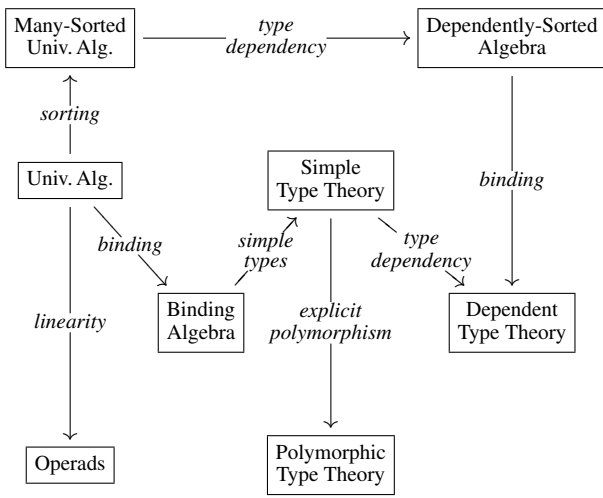 Many-Sorted
Univ. Alg.
type
dependency
Dependently-Sorted
Algebra
sorting
Univ. Alg.
Simple
Type Theory
binding
binding
simple
types
type
dependency
linearity
Binding
Algebra
explicit
polymorphism
Dependent
Type Theory
Operads
Polymorphic
Type Theory